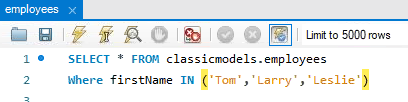 employees
Limit to 5000 rows
1 SELECT * FROM classicmodels.employees
2 Where firstName IN ('Tom','Larry','Leslie')